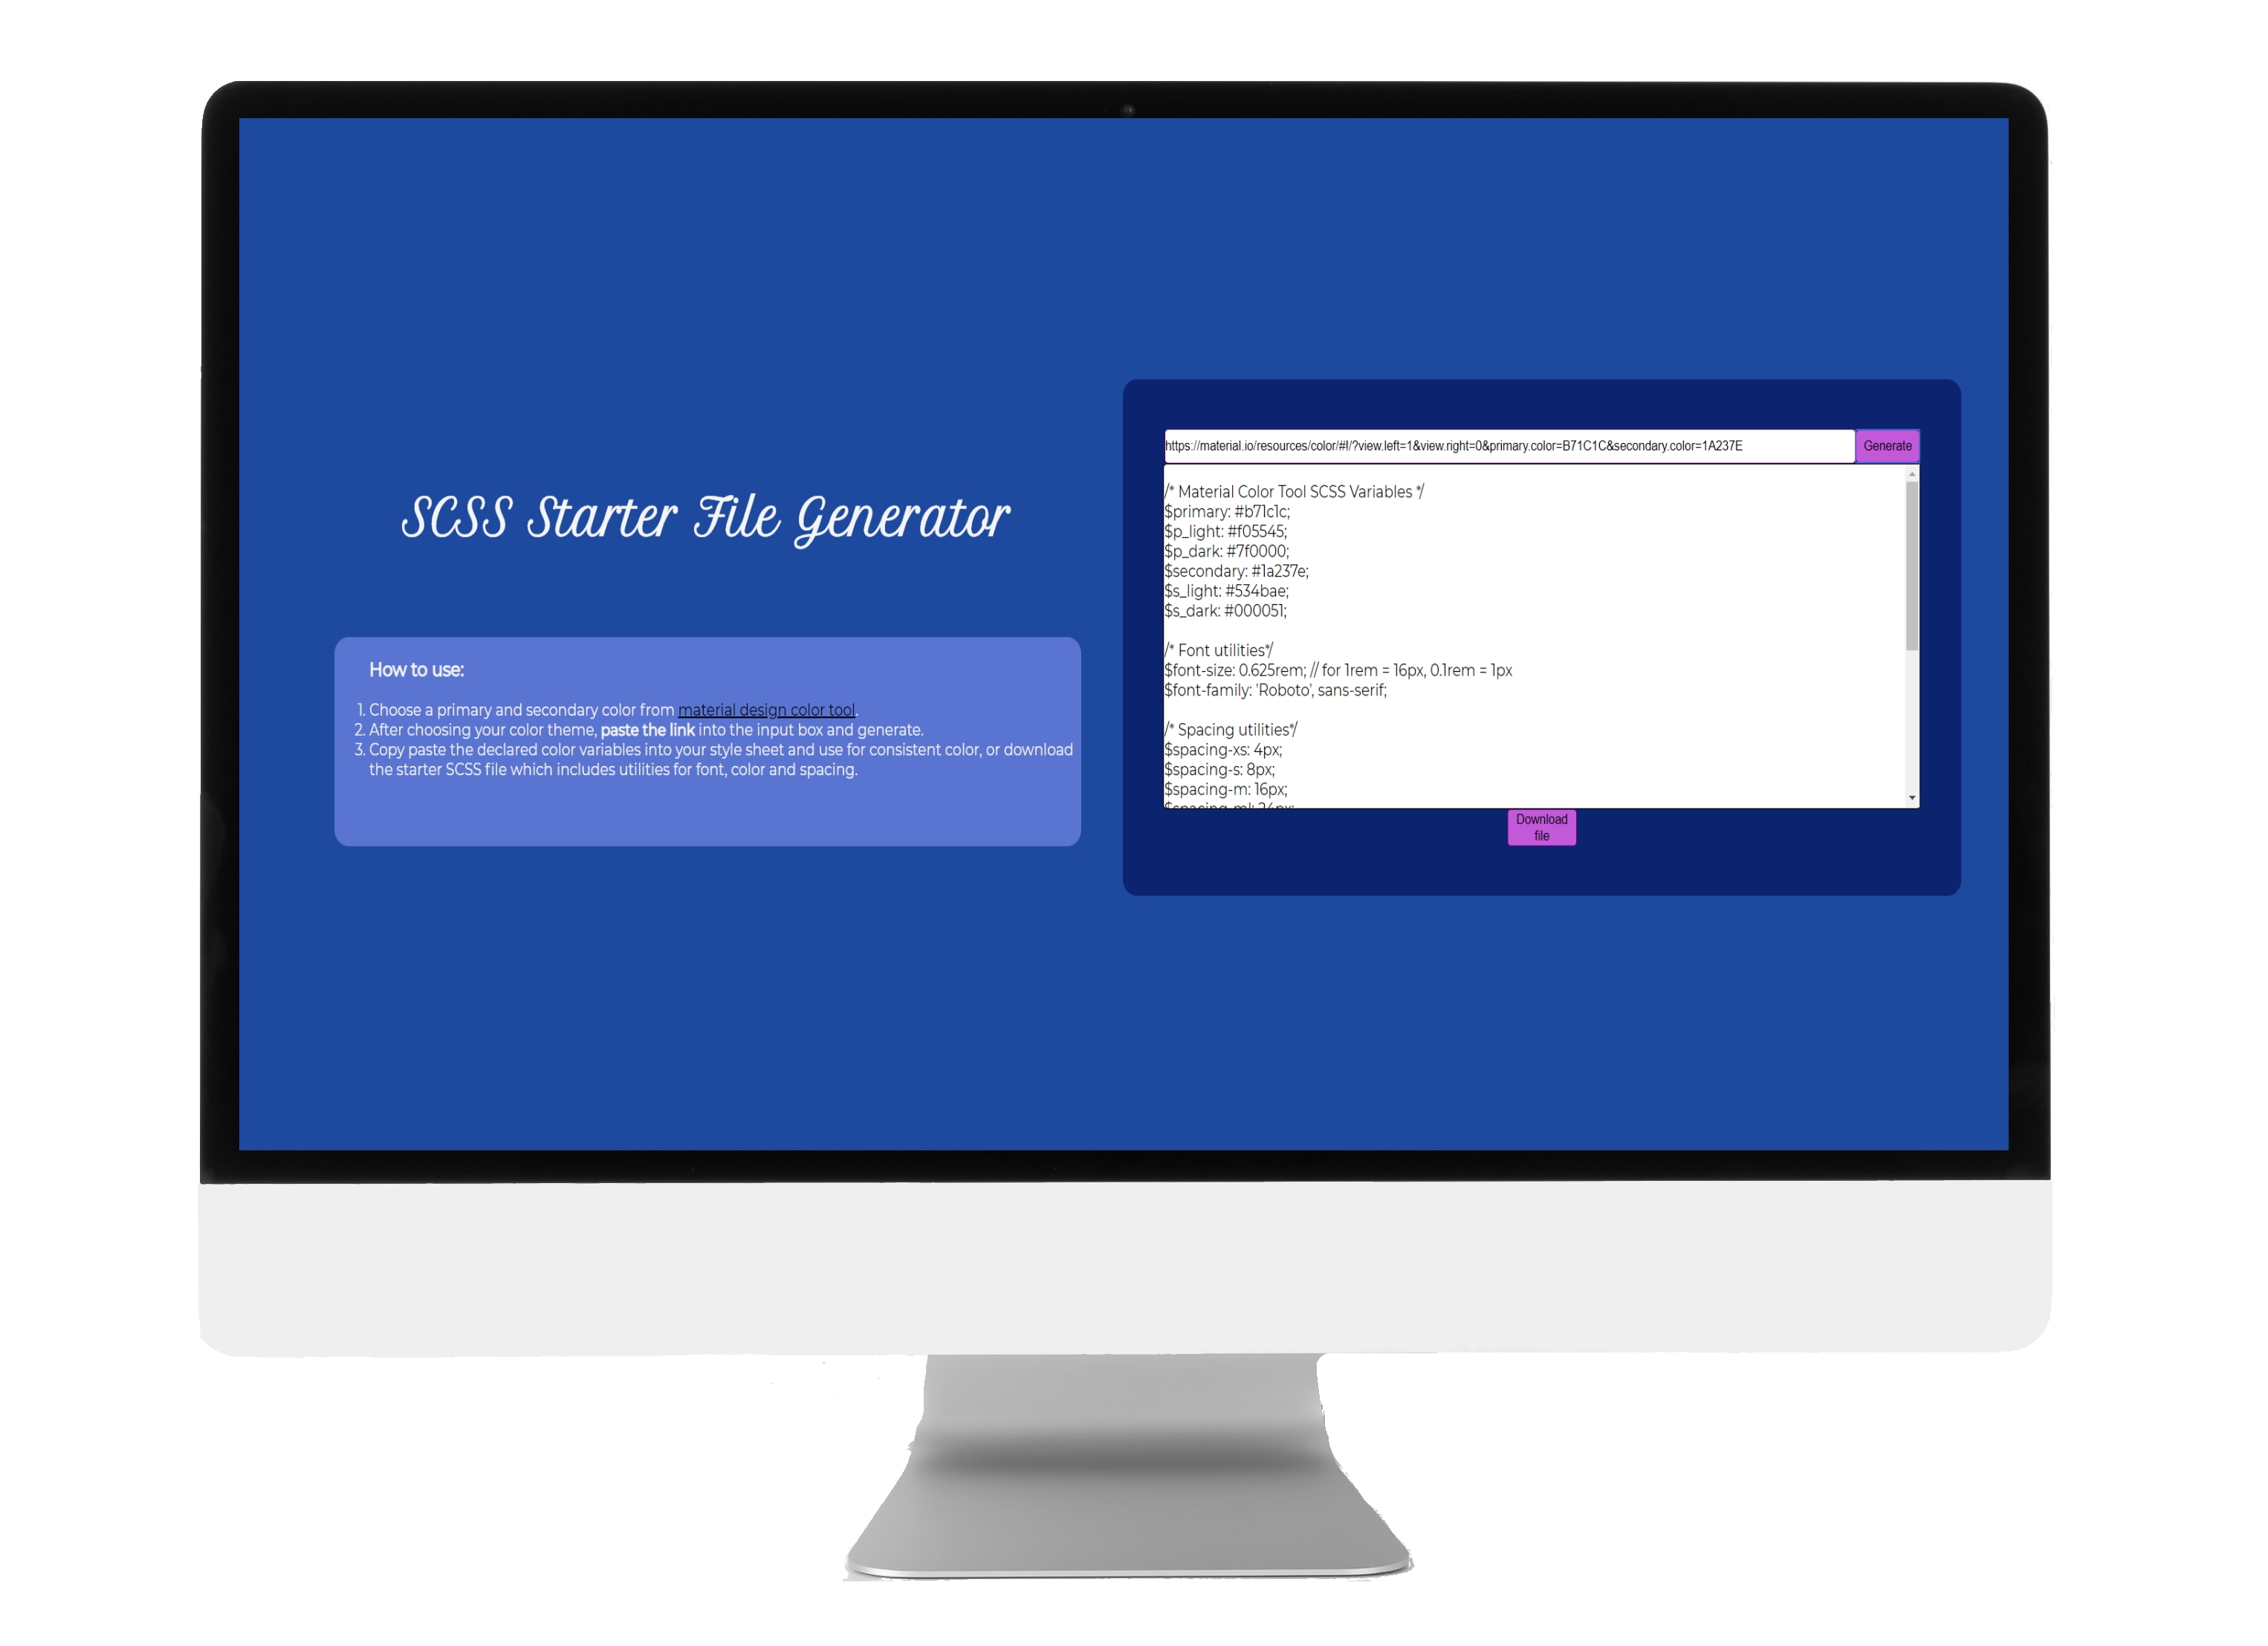 SCSS Starter File Generator
How to use:
1. Choose a primary and secondary color from material design color tool.
2. After choosing your color theme, paste the link into the input box and generate.
3. Copy paste the declared color variables into your style sheet and use for consistent color, or download
the starter SCSS file which includes utilities for font, color and spacing.
https://material.io/resources/color/#!/?view.left=1&view.right=0&primary.color=B71C1C&secondary.color=1A237E
Generate
/* Material Color Tool SCSS Variables */
$primary: #b71c1c;
$p_light: #f05545;
$p_dark: #7f0000;
$secondary: #1a237e;
$s_light: #534bae;
$s_dark: #000051;
/* Font utilities*/
$font-size: 0.625rem; // for 1rem = 16px, 0.1rem = 1px
$font-family: 'Roboto', sans-serif;
/* Spacing utilities*/
$spacing-xs: 4px;
$spacing-s: 8px;
$spacing-m: 16px;
$spacing-ml: 24px;
Download
file